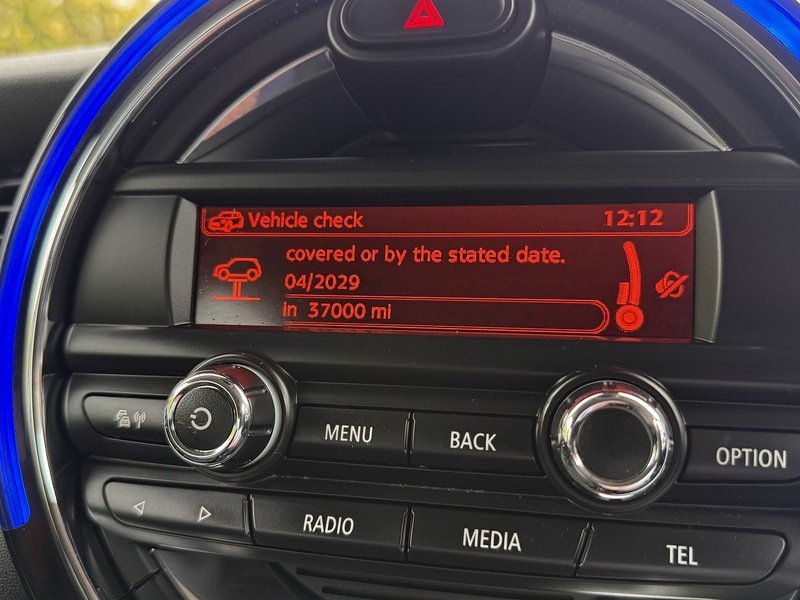 Vehicle check 12:12
covered or by the stated date.
04/2029
in 37000 mi
MENU BACK
OPTION
RADIO MEDIA TEL